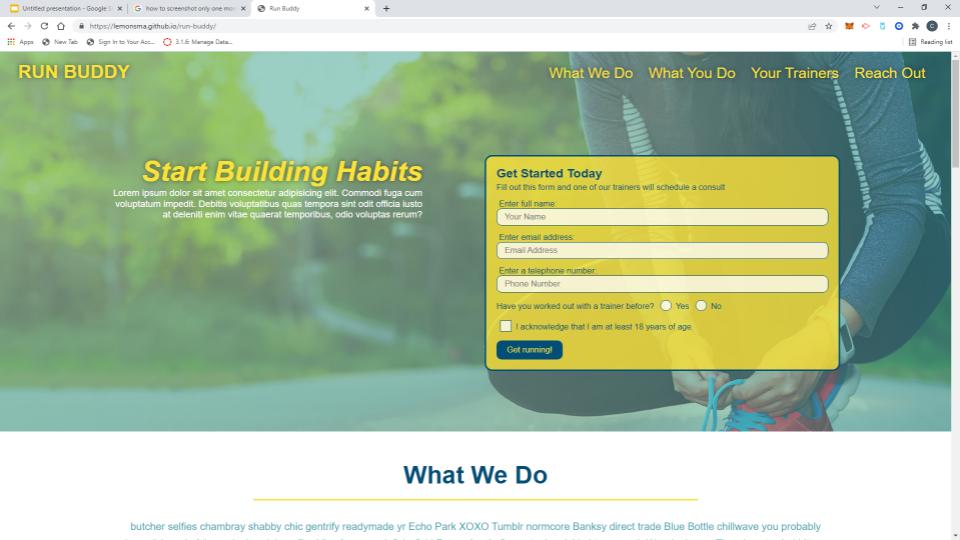 Untitled presentation - Google Sl
how to screenshot only one mon
Run Buddy
https://lemonsma.github.io/run-buddy/
Apps
New Tab
Sign In to Your Acc...
3.1.6: Manage Data...
Reading list
RUN BUDDY
What We Do
What You Do
Your Trainers
Reach Out
Start Building Habits
Lorem ipsum dolor sit amet consectetur adipisicing elit. Commodi fuga cum
voluptatum impedit. Debitis voluptatibus quas tempora sint odit officia iusto
at deleniti enim vitae quaerat temporibus, odio voluptas rerum?
Get Started Today
Fill out this form and one of our trainers will schedule a consult
Enter full name:
Your Name
Enter email address:
Email Address
Enter a telephone number:
Phone Number
Have you worked out with a trainer before? Yes No
I acknowledge that I am at least 18 years of age.
Get running!
What We Do
butcher selfies chambray shabby chic gentrify readymade yr Echo Park XOXO Tumblr normcore Banksy direct trade Blue Bottle chillwave you probably